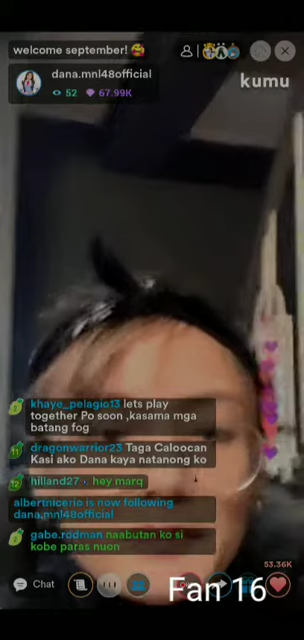 welcome september! 🥰
dana.mnl48official
52 67.99K
kumu
khaye_pelagio13 lets play
together Po soon ,kasama mga
batang fog
11 dragonwarrior23 Taga Caloocan
Kasi ako Dana kaya natanong ko
12 hilland27 · hey marq
albertnicerio is now following
dana.mnl48official
gabe.rodman naabutan ko si
kobe paras nuon
53.36K
Chat
Fan 16